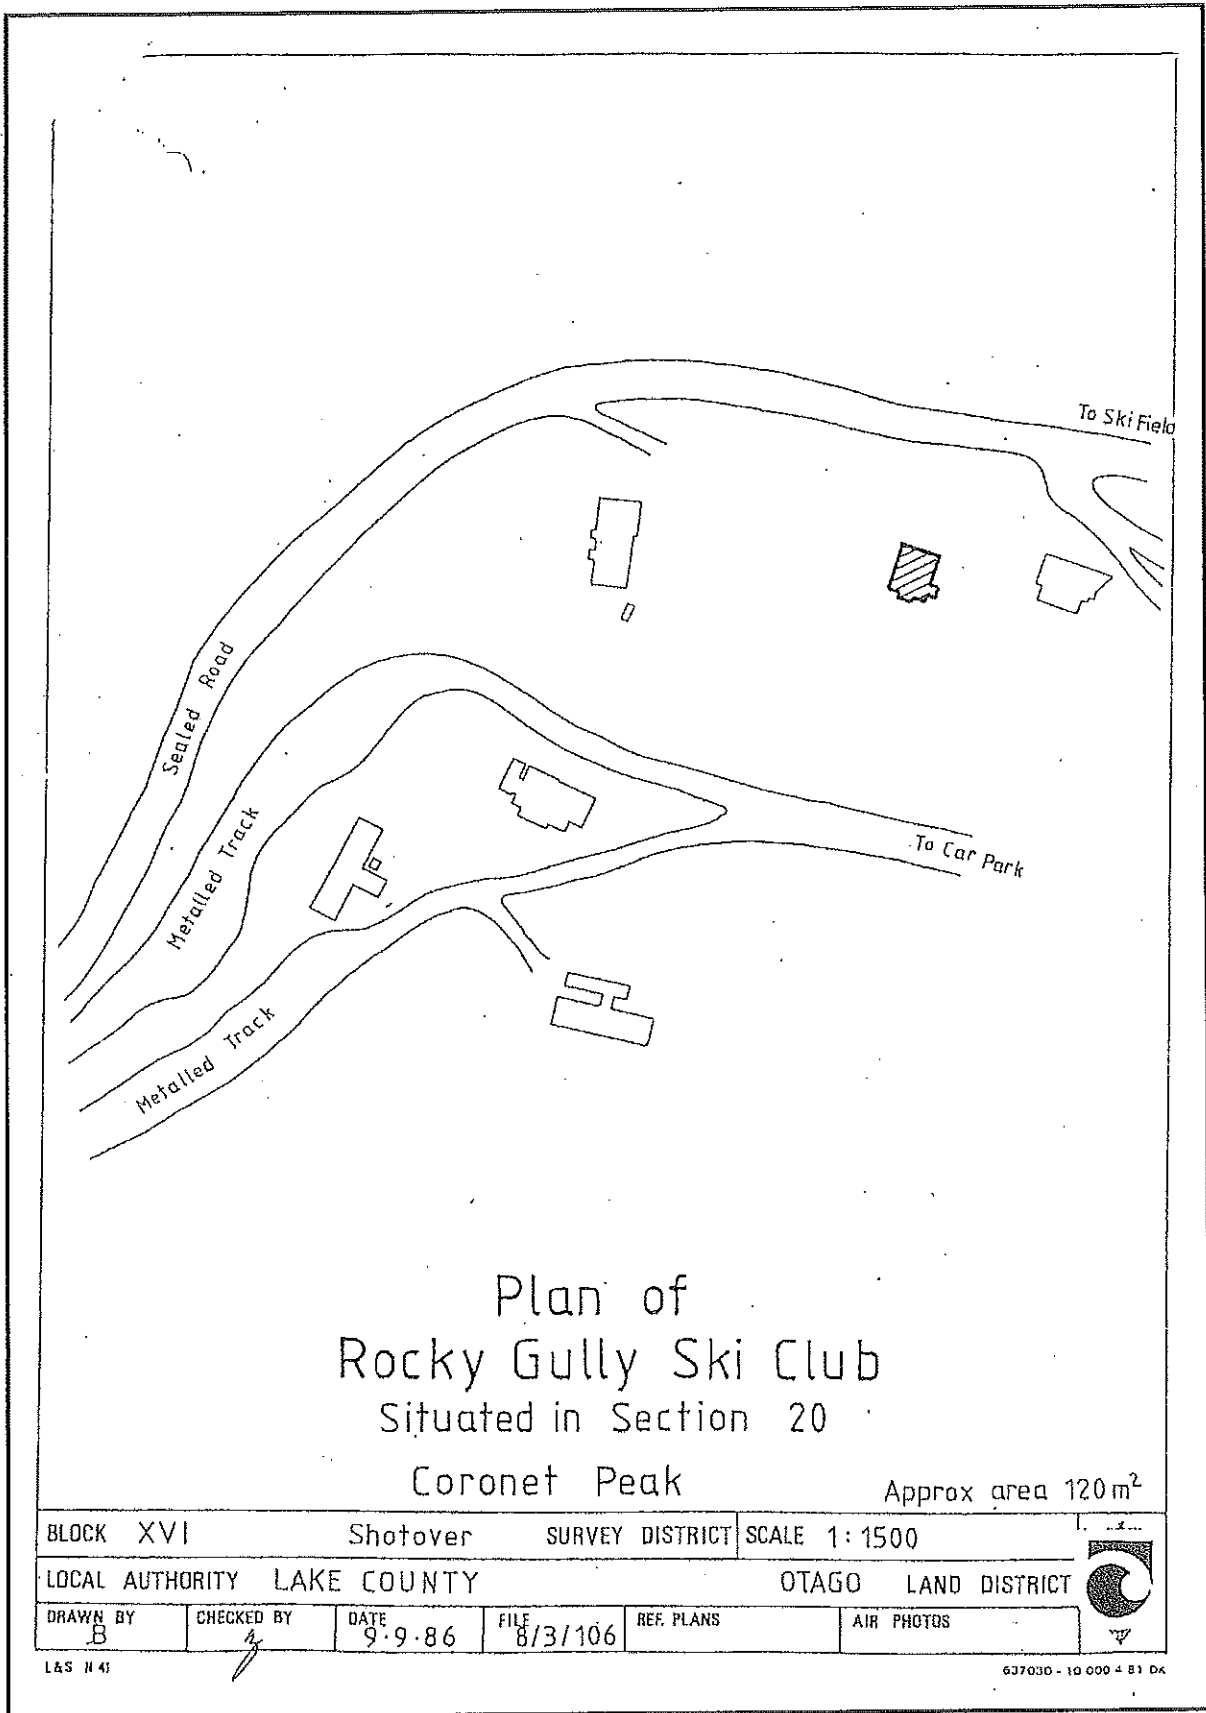 To Ski Field
Sealed Road
Metalled Track
To Car Park
Metalled Track
Plan of
Rocky Gully Ski Club
Situated in Section 20
Coronet Peak
Approx area 120 m²
BLOCK XVI Shotover SURVEY DISTRICT SCALE 1:1500
LOCAL AUTHORITY LAKE COUNTY OTAGO LAND DISTRICT
DRAWN BY CHECKED BY DATE FILE REF. PLANS AIR PHOTOS
B 9·9·86 8/3/106
L&S N 41 637030 - 10 000 4 81 DK